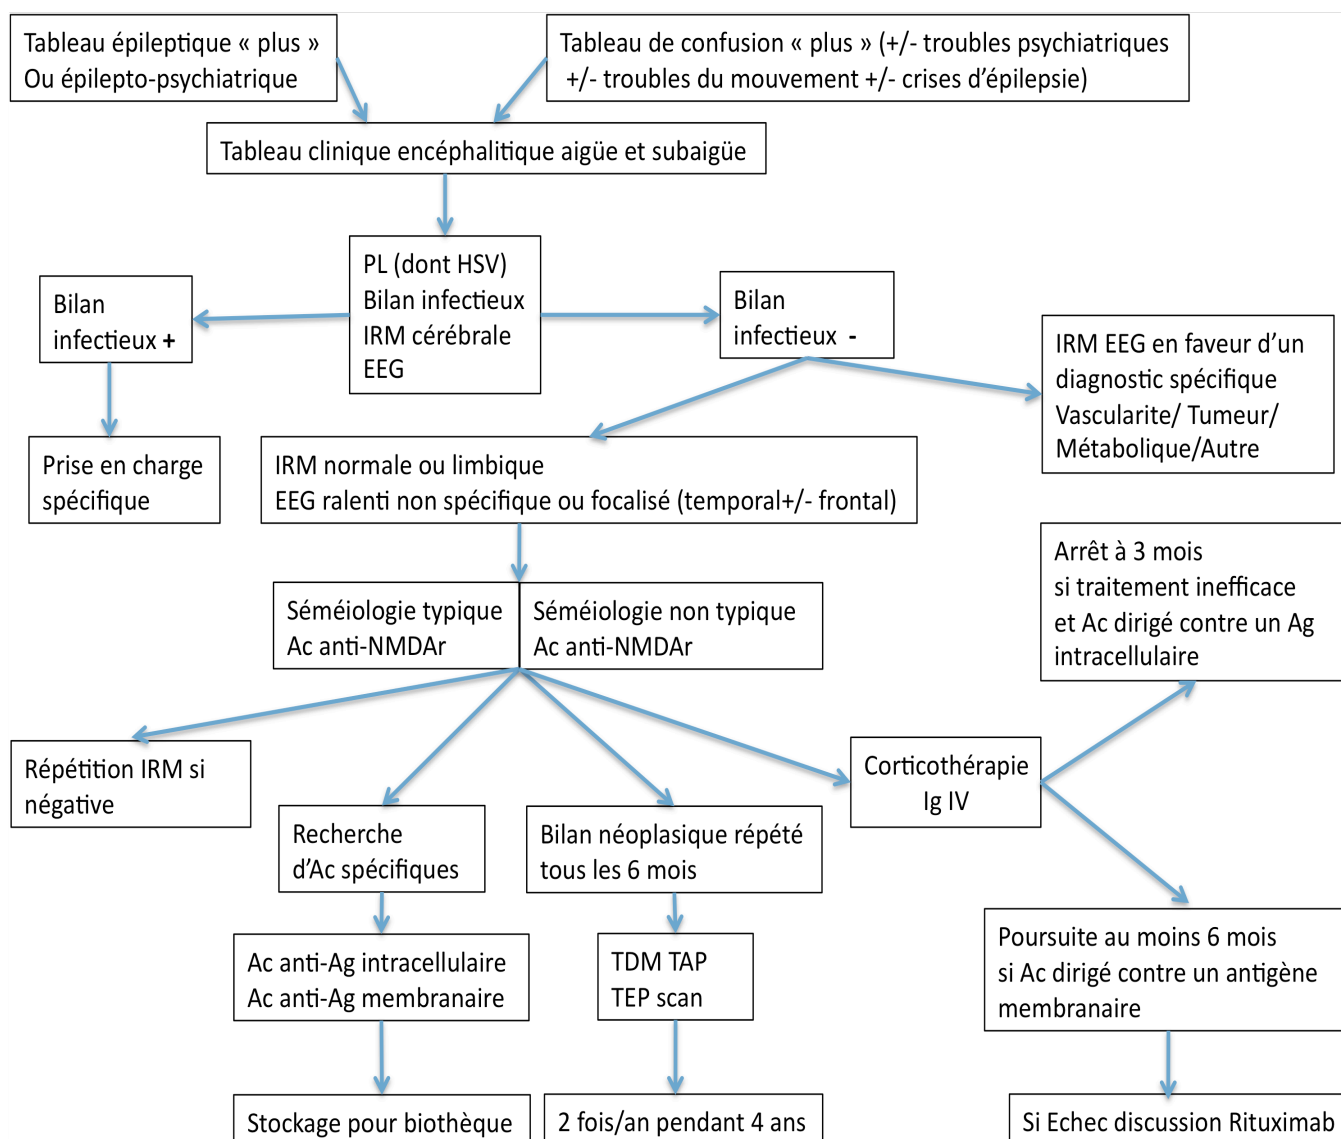 Tableau épileptique « plus »
Ou épilepto-psychiatrique
Tableau de confusion « plus » (+/- troubles psychiatriques
+/- troubles du mouvement +/- crises d'épilepsie)
Tableau clinique encéphalitique aigüe et subaigüe
PL (dont HSV)
Bilan infectieux
IRM cérébrale
EEG
Bilan
infectieux +
Bilan
infectieux -
IRM EEG en faveur d'un
diagnostic spécifique
Vascularite/ Tumeur/
Métabolique/Autre
Prise en charge
spécifique
IRM normale ou limbique
EEG ralenti non spécifique ou focalisé (temporal+/- frontal)
Séméiologie typique
Ac anti-NMDAr
Séméiologie non typique
Ac anti-NMDAr
Arrêt à 3 mois
si traitement inefficace
et Ac dirigé contre un Ag
intracellulaire
Répétition IRM si
négative
Recherche
d'Ac spécifiques
Bilan néoplasique répété
tous les 6 mois
Corticothérapie
Ig IV
Ac anti-Ag intracellulaire
Ac anti-Ag membranaire
TDM TAP
TEP scan
Poursuite au moins 6 mois
si Ac dirigé contre un antigène
membranaire
Stockage pour biothèque
2 fois/an pendant 4 ans
Si Echec discussion Rituximab